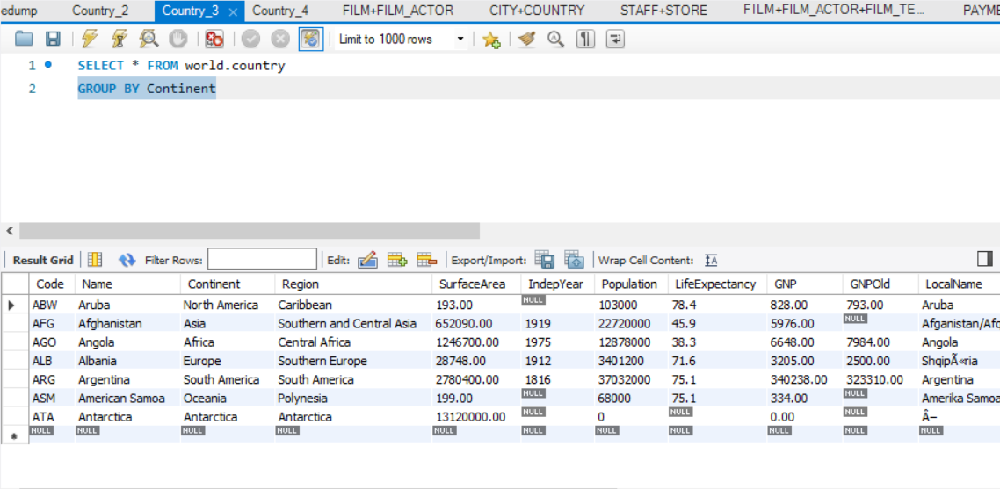 edump Country_2 Country_3 Country_4 FILM+FILM_ACTOR CITY+COUNTRY STAFF+STORE FILM+FILM_ACTOR+FILM_TE... PAYME
Limit to 1000 rows
1 SELECT * FROM world.country
2 GROUP BY Continent
Result Grid Filter Rows: Edit: Export/Import: Wrap Cell Content: IA
Code Name Continent Region SurfaceArea IndepYear Population LifeExpectancy GNP GNPOld LocalName
ABW Aruba North America Caribbean 193.00 NULL 103000 78.4 828.00 793.00 Aruba
AFG Afghanistan Asia Southern and Central Asia 652090.00 1919 22720000 45.9 5976.00 NULL Afganistan/Afq
AGO Angola Africa Central Africa 1246700.00 1975 12878000 38.3 6648.00 7984.00 Angola
ALB Albania Europe Southern Europe 28748.00 1912 3401200 71.6 3205.00 2500.00 ShqipÃ«ria
ARG Argentina South America South America 2780400.00 1816 37032000 75.1 340238.00 323310.00 Argentina
ASM American Samoa Oceania Polynesia 199.00 NULL 68000 75.1 334.00 NULL Amerika Samoa
ATA Antarctica Antarctica Antarctica 13120000.00 NULL 0 NULL 0.00 NULL Â–
NULL NULL NULL NULL NULL NULL NULL NULL NULL NULL NULL